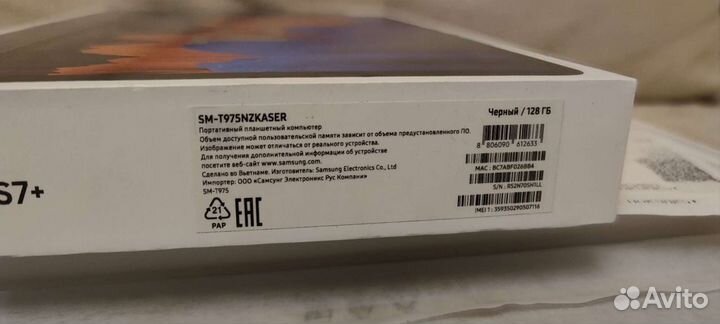 SM-T975NZKASER
Черный / 128 ГБ
Портативный планшетный компьютер
Объем доступной пользовательской памяти зависит от объема предустановленного ПО.
Изображение может отличаться от реального устройства.
Для получения дополнительной информации об устройстве
посетите веб-сайт www.samsung.com.
Сделано во Вьетнаме. Изготовитель: Samsung Electronics Co., Ltd
Импортер: ООО «Самсунг Электроникс Рус Компани»
SM-T975
8 806090 612633
MAC : BC7ABF026BB4
S/N : R52N70SH1LL
IMEI 1 : 359350290507116
21
PAP
EAC
S7+
Avito